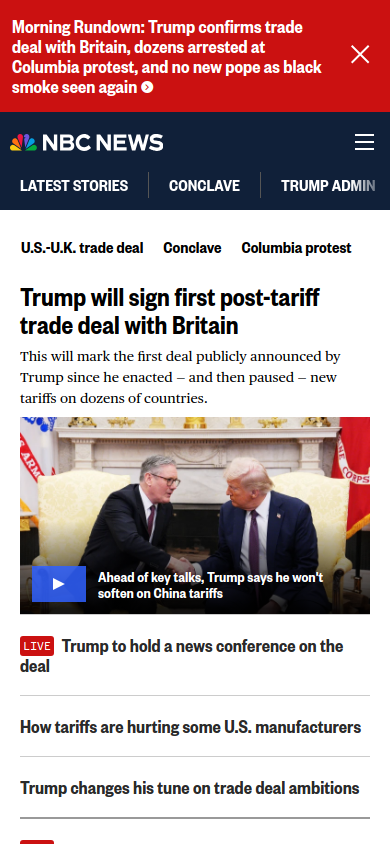 Morning Rundown: Trump confirms trade
deal with Britain, dozens arrested at
Columbia protest, and no new pope as black
smoke seen again
NBC NEWS
LATEST STORIES
CONCLAVE
TRUMP ADMIN
U.S.-U.K. trade deal
Conclave
Columbia protest
Trump will sign first post-tariff
trade deal with Britain
This will mark the first deal publicly announced by
Trump since he enacted — and then paused — new
tariffs on dozens of countries.
Ahead of key talks, Trump says he won't
soften on China tariffs
LIVE Trump to hold a news conference on the
deal
How tariffs are hurting some U.S. manufacturers
Trump changes his tune on trade deal ambitions